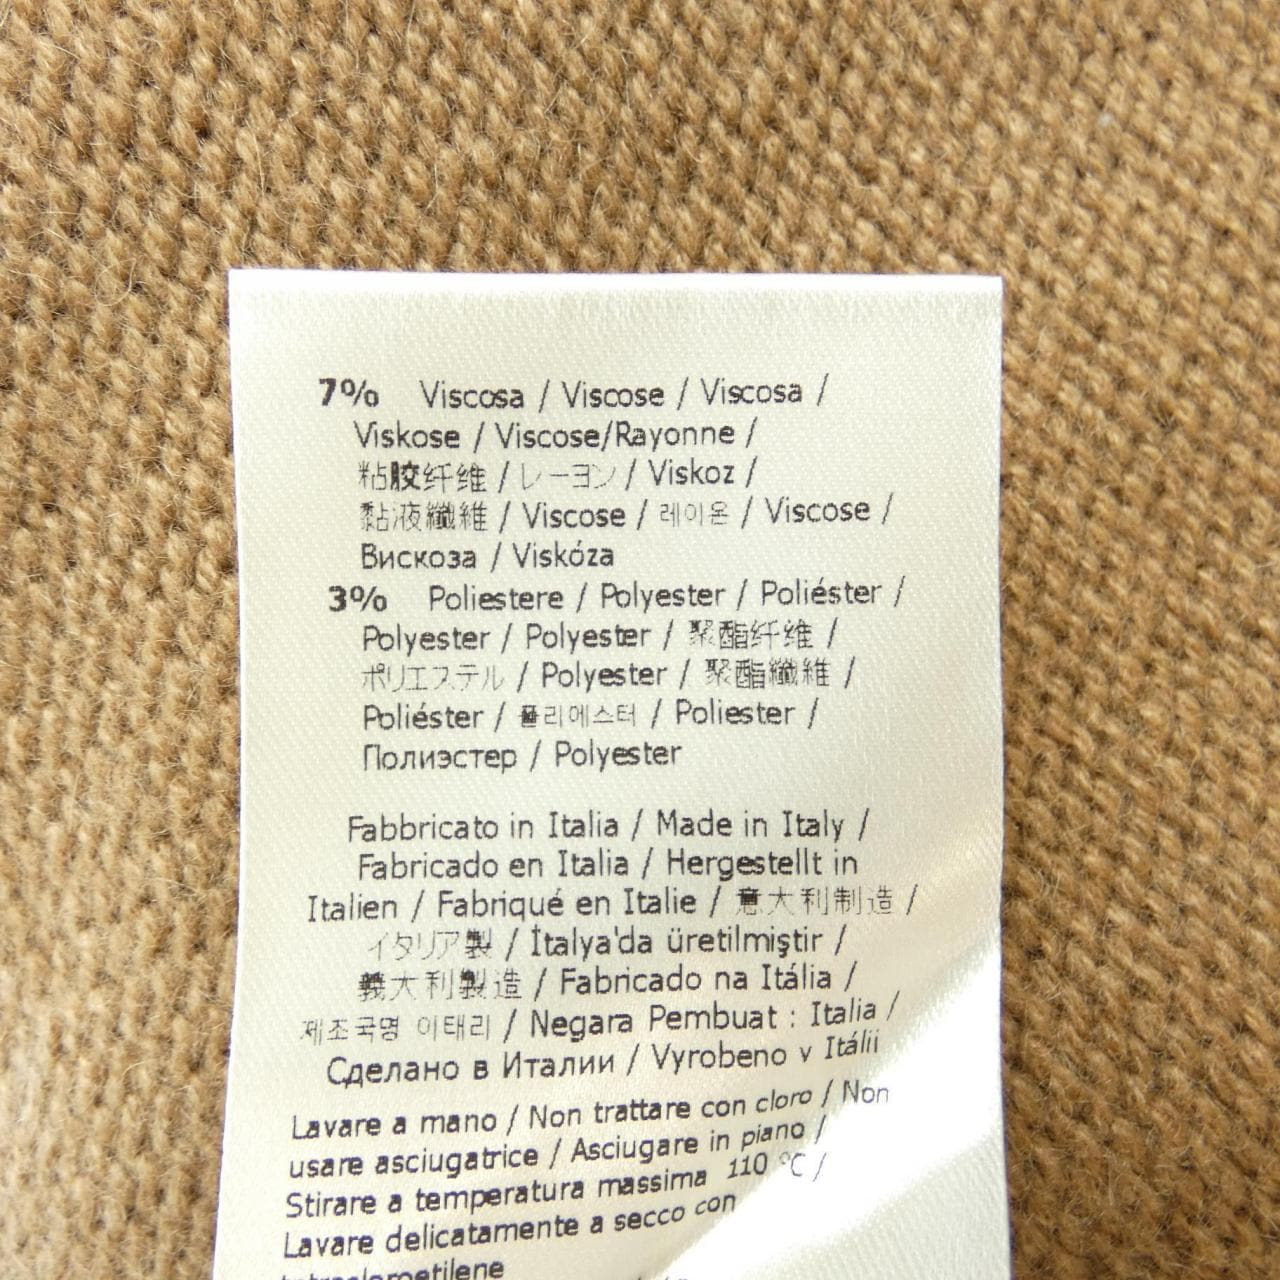 7% Viscosa / Viscose / Viscosa /
Viskose / Viscose/Rayonne /
粘胶纤维 / レーヨン / Viskoz /
黏液纖維 / Viscose / 레이온 / Viscose /
Вискоза / Viskóza
3% Poliestere / Polyester / Poliéster /
Polyester / Polyester / 聚酯纤维 /
ポリエステル / Polyester / 聚酯纖維 /
Poliéster / 폴리에스터 / Poliester /
Полиэстер / Polyester
Fabbricato in Italia / Made in Italy /
Fabricado en Italia / Hergestellt in
Italien / Fabriqué en Italie / 意大利制造 /
イタリア製 / İtalya'da üretilmiştir /
義大利製造 / Fabricado na Itália /
제조국명 이태리 / Negara Pembuat : Italia /
Сделано в Италии / Vyrobeno v Itálii
Lavare a mano / Non trattare con cloro / Non
usare asciugatrice / Asciugare in piano /
Stirare a temperatura massima 110 °C /
Lavare delicatamente a secco con
tetracloroetilene